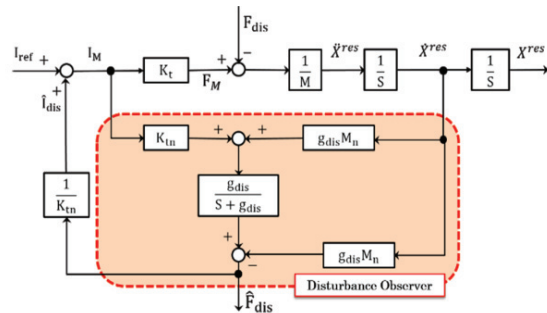 F_dis
I_ref + I_M K_t + − 1/M Ẍ^res 1/S Ẋ^res 1/S X^res
+ F_M
Î_dis
+ + 
K_tn g_dis M_n
1/K_tn g_dis/(S + g_dis)
+ g_dis M_n
−
Disturbance Observer
F̂_dis